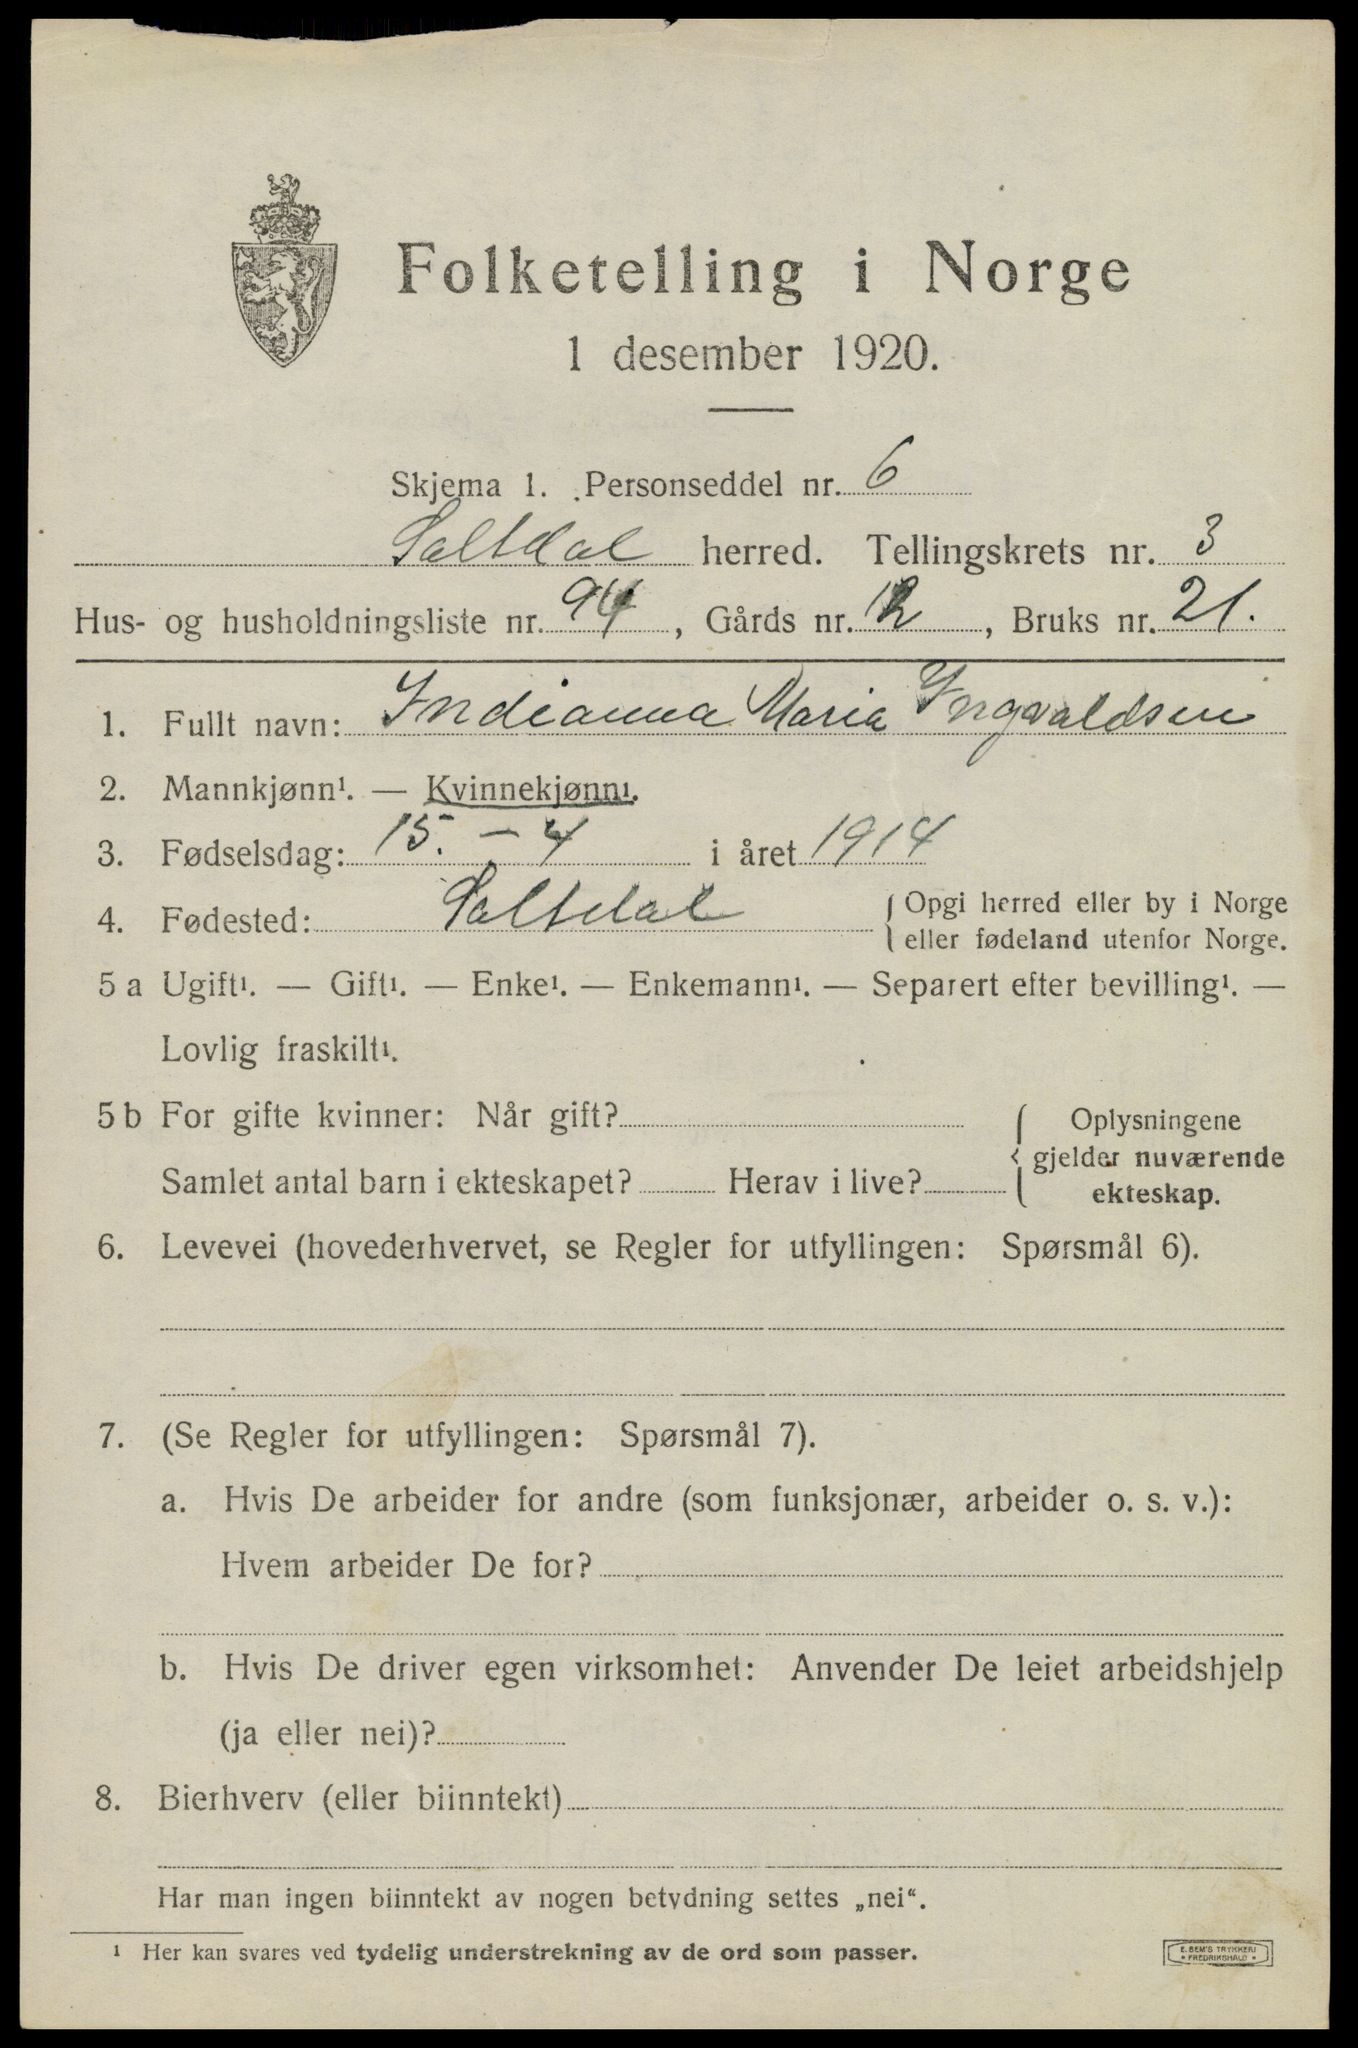 Folketelling i Norge
1 desember 1920.
Skjema 1. Personseddel nr. 6
Saltdal herred. Tellingskrets nr. 3
Hus- og husholdningsliste nr. 94, Gårds nr. 12, Bruks nr. 21.
1. Fullt navn: Indianna Maria Ingvaldsen
2. Mannkjønn¹. — Kvinnekjønn¹.
3. Fødselsdag: 15. - 4 i året 1914
4. Fødested: Saltdal { Opgi herred eller by i Norge
eller fødeland utenfor Norge.
5 a Ugift¹. — Gift¹. — Enke¹. — Enkemann¹. — Separert efter bevilling¹. —
Lovlig fraskilt¹.
5 b For gifte kvinner: Når gift?
Samlet antal barn i ekteskapet? Herav i live?
Oplysningene
gjelder nuværende
ekteskap.
6. Levevei (hovederhvervet, se Regler for utfyllingen: Spørsmål 6).
7. (Se Regler for utfyllingen: Spørsmål 7).
a. Hvis De arbeider for andre (som funksjonær, arbeider o. s. v.):
Hvem arbeider De for?
b. Hvis De driver egen virksomhet: Anvender De leiet arbeidshjelp
(ja eller nei)?
8. Bierhverv (eller biinntekt)
Har man ingen biinntekt av nogen betydning settes „nei“.
¹ Her kan svares ved tydelig understrekning av de ord som passer.
E. SEM'S TRYKKERI
• FREDRIKSHALD •